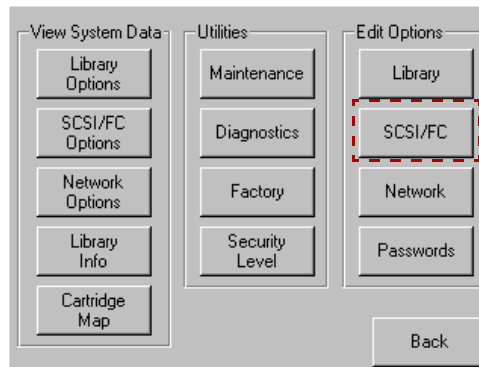 View System Data
Library
Options
SCSI/FC
Options
Network
Options
Library
Info
Cartridge
Map
Utilities
Maintenance
Diagnostics
Factory
Security
Level
Edit Options
Library
SCSI/FC
Network
Passwords
Back